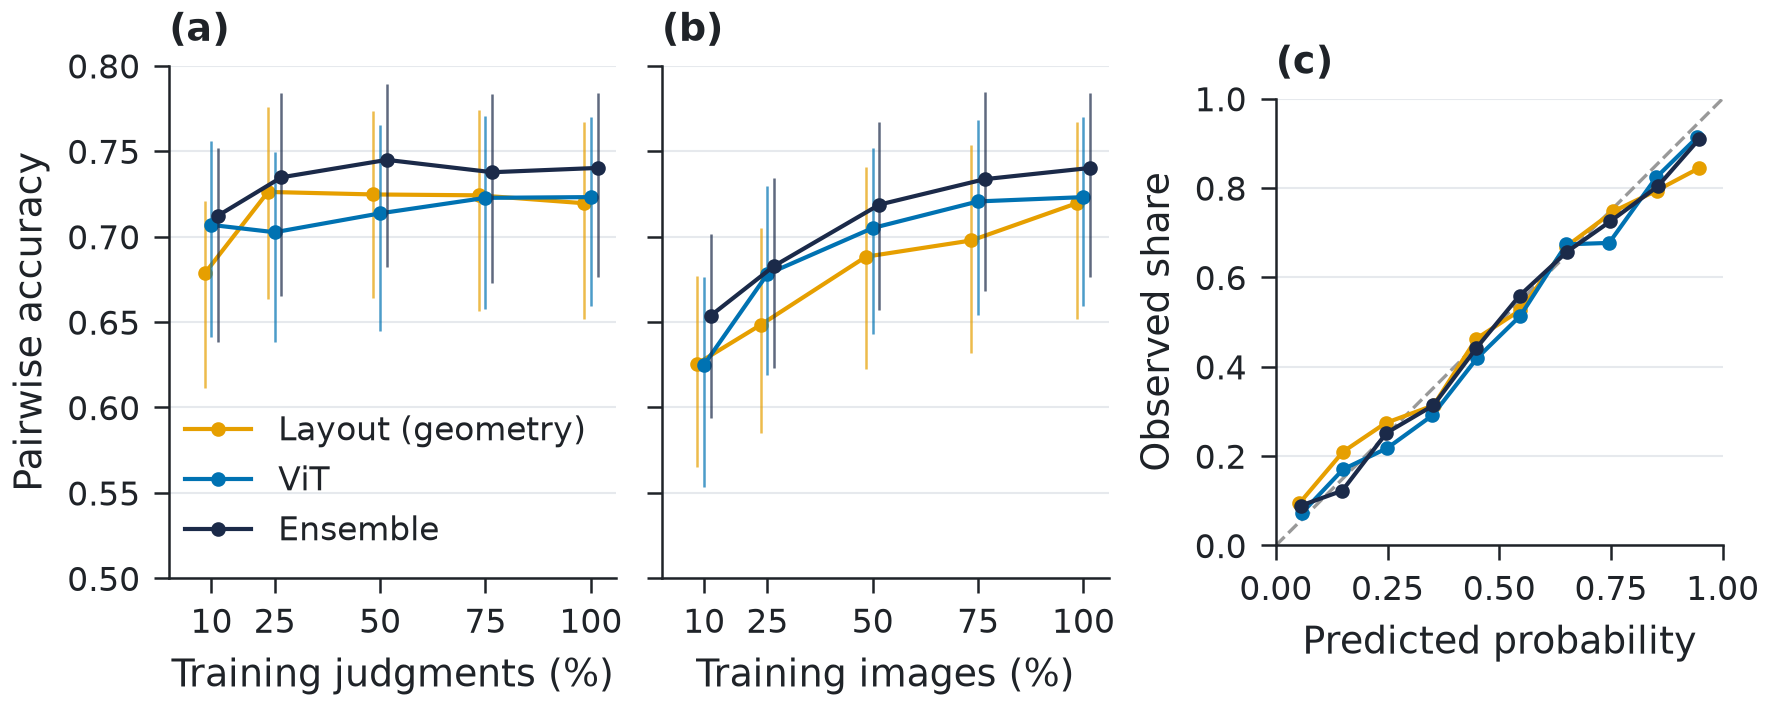 (a)
0.80
0.75
0.70
0.65
0.60
0.55
0.50
Pairwise accuracy
Layout (geometry)
ViT
Ensemble
10 25 50 75 100
Training judgments (%)
(b)
10 25 50 75 100
Training images (%)
(c)
1.0
0.8
0.6
0.4
0.2
0.0
Observed share
0.00 0.25 0.50 0.75 1.00
Predicted probability